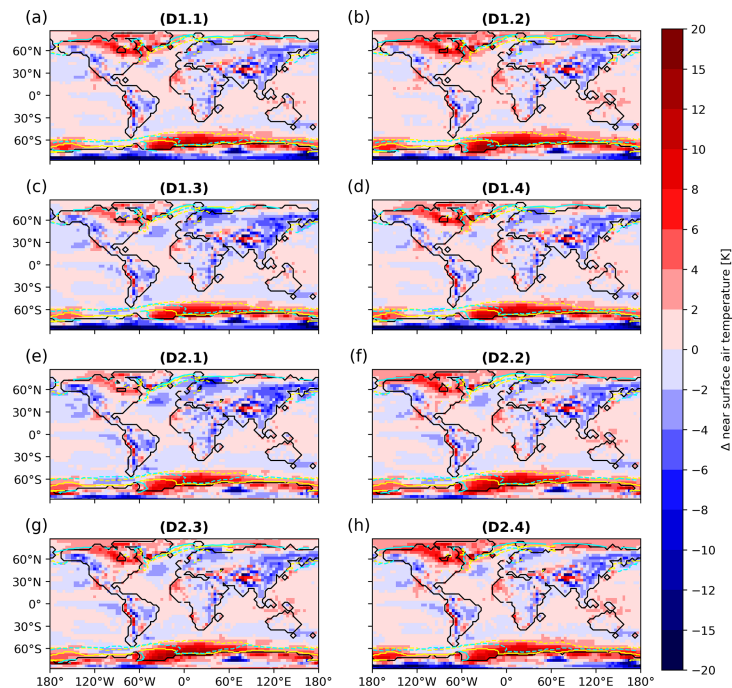 (a) (D1.1) (b) (D1.2)
60°N
30°N
0°
30°S
60°S
(c) (D1.3) (d) (D1.4)
60°N
30°N
0°
30°S
60°S
(e) (D2.1) (f) (D2.2)
60°N
30°N
0°
30°S
60°S
(g) (D2.3) (h) (D2.4)
60°N
30°N
0°
30°S
60°S
180° 120°W 60°W 0° 60°E 120°E 180° 180° 120°W 60°W 0° 60°E 120°E 180°
20
15
12
10
8
6
4
2
0
−2
−4
−6
−8
−10
−12
−15
−20
Δ near surface air temperature [K]